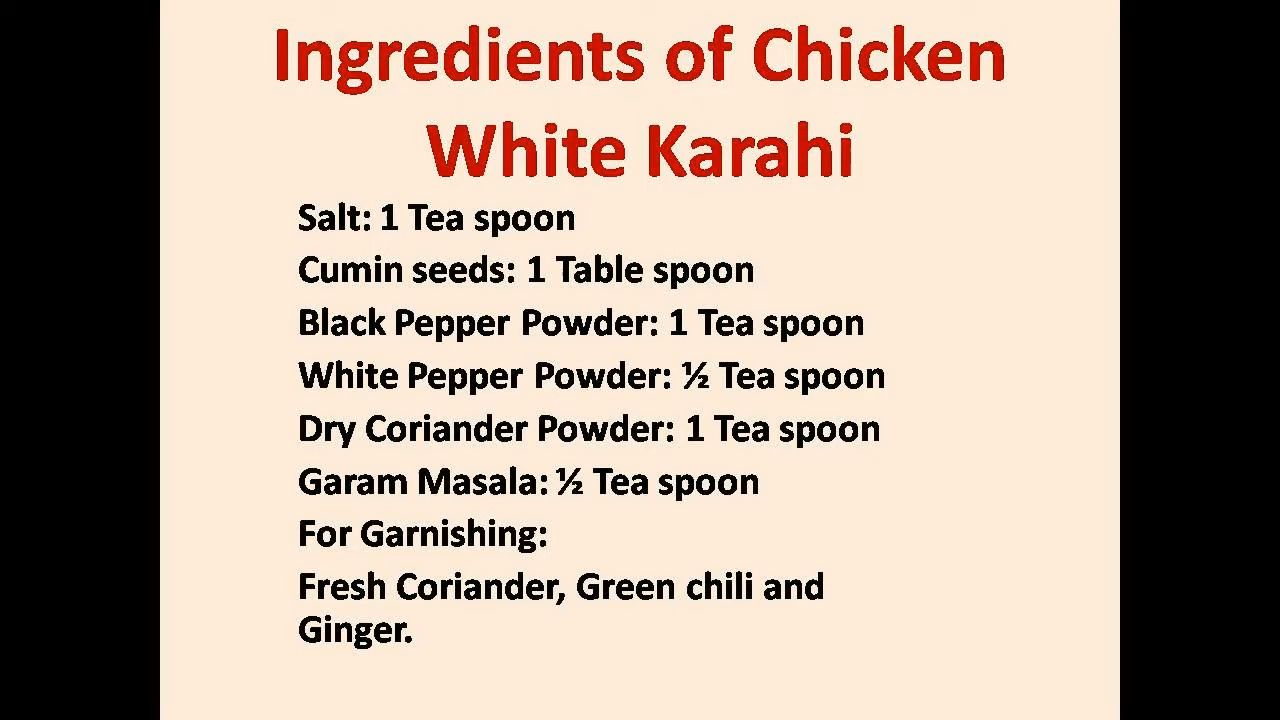 Ingredients of Chicken
White Karahi
Salt: 1 Tea spoon
Cumin seeds: 1 Table spoon
Black Pepper Powder: 1 Tea spoon
White Pepper Powder: ½ Tea spoon
Dry Coriander Powder: 1 Tea spoon
Garam Masala: ½ Tea spoon
For Garnishing:
Fresh Coriander, Green chili and
Ginger.